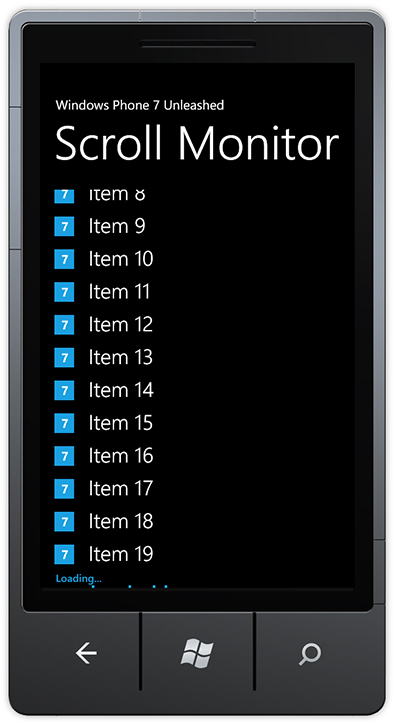 Windows Phone 7 Unleashed
Scroll Monitor
7 Item 8
7 Item 9
7 Item 10
7 Item 11
7 Item 12
7 Item 13
7 Item 14
7 Item 15
7 Item 16
7 Item 17
7 Item 18
7 Item 19
Loading...